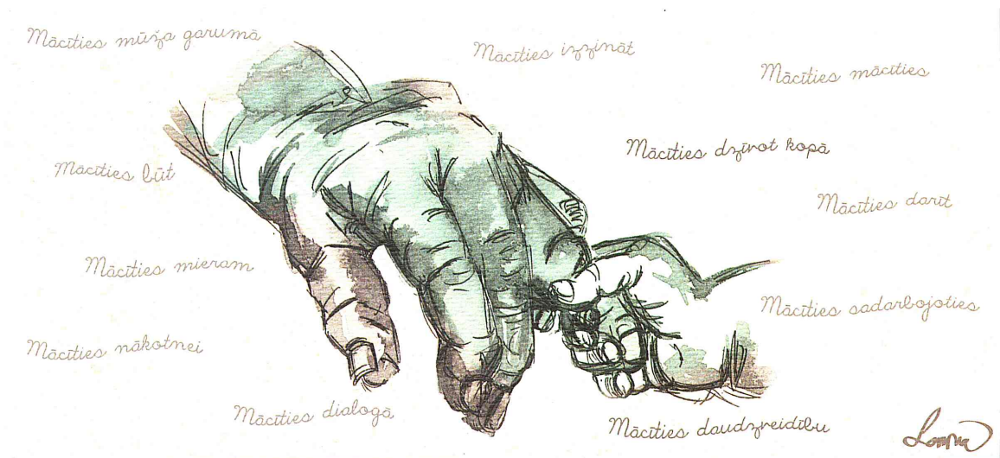 Mācīties mūža garumā
Mācīties izzināt
Mācīties mācīties
Mācīties dzīvot kopā
Mācīties būt
Mācīties darīt
Mācīties mieram
Mācīties sadarbojoties
Mācīties nākotnei
Mācīties dialogā
Mācīties daudzveidību